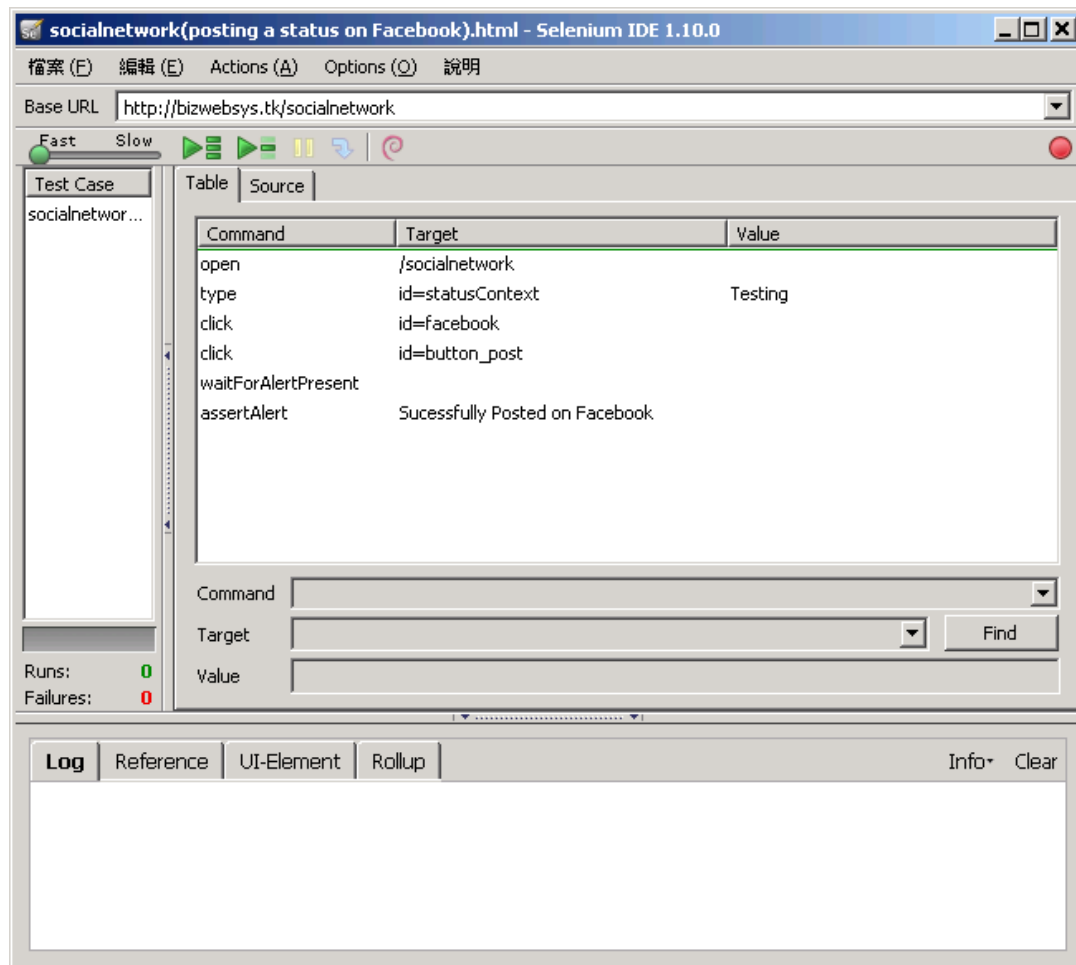 socialnetwork(posting a status on Facebook).html - Selenium IDE 1.10.0
檔案 (F) 編輯 (E) Actions (A) Options (O) 說明
Base URL http://bizwebsys.tk/socialnetwork
Fast Slow
Test Case
socialnetwor...
Table Source
Command Target Value
open /socialnetwork
type id=statusContext Testing
click id=facebook
click id=button_post
waitForAlertPresent
assertAlert Sucessfully Posted on Facebook
Command
Target Find
Value
Runs: 0
Failures: 0
Log Reference UI-Element Rollup Info Clear